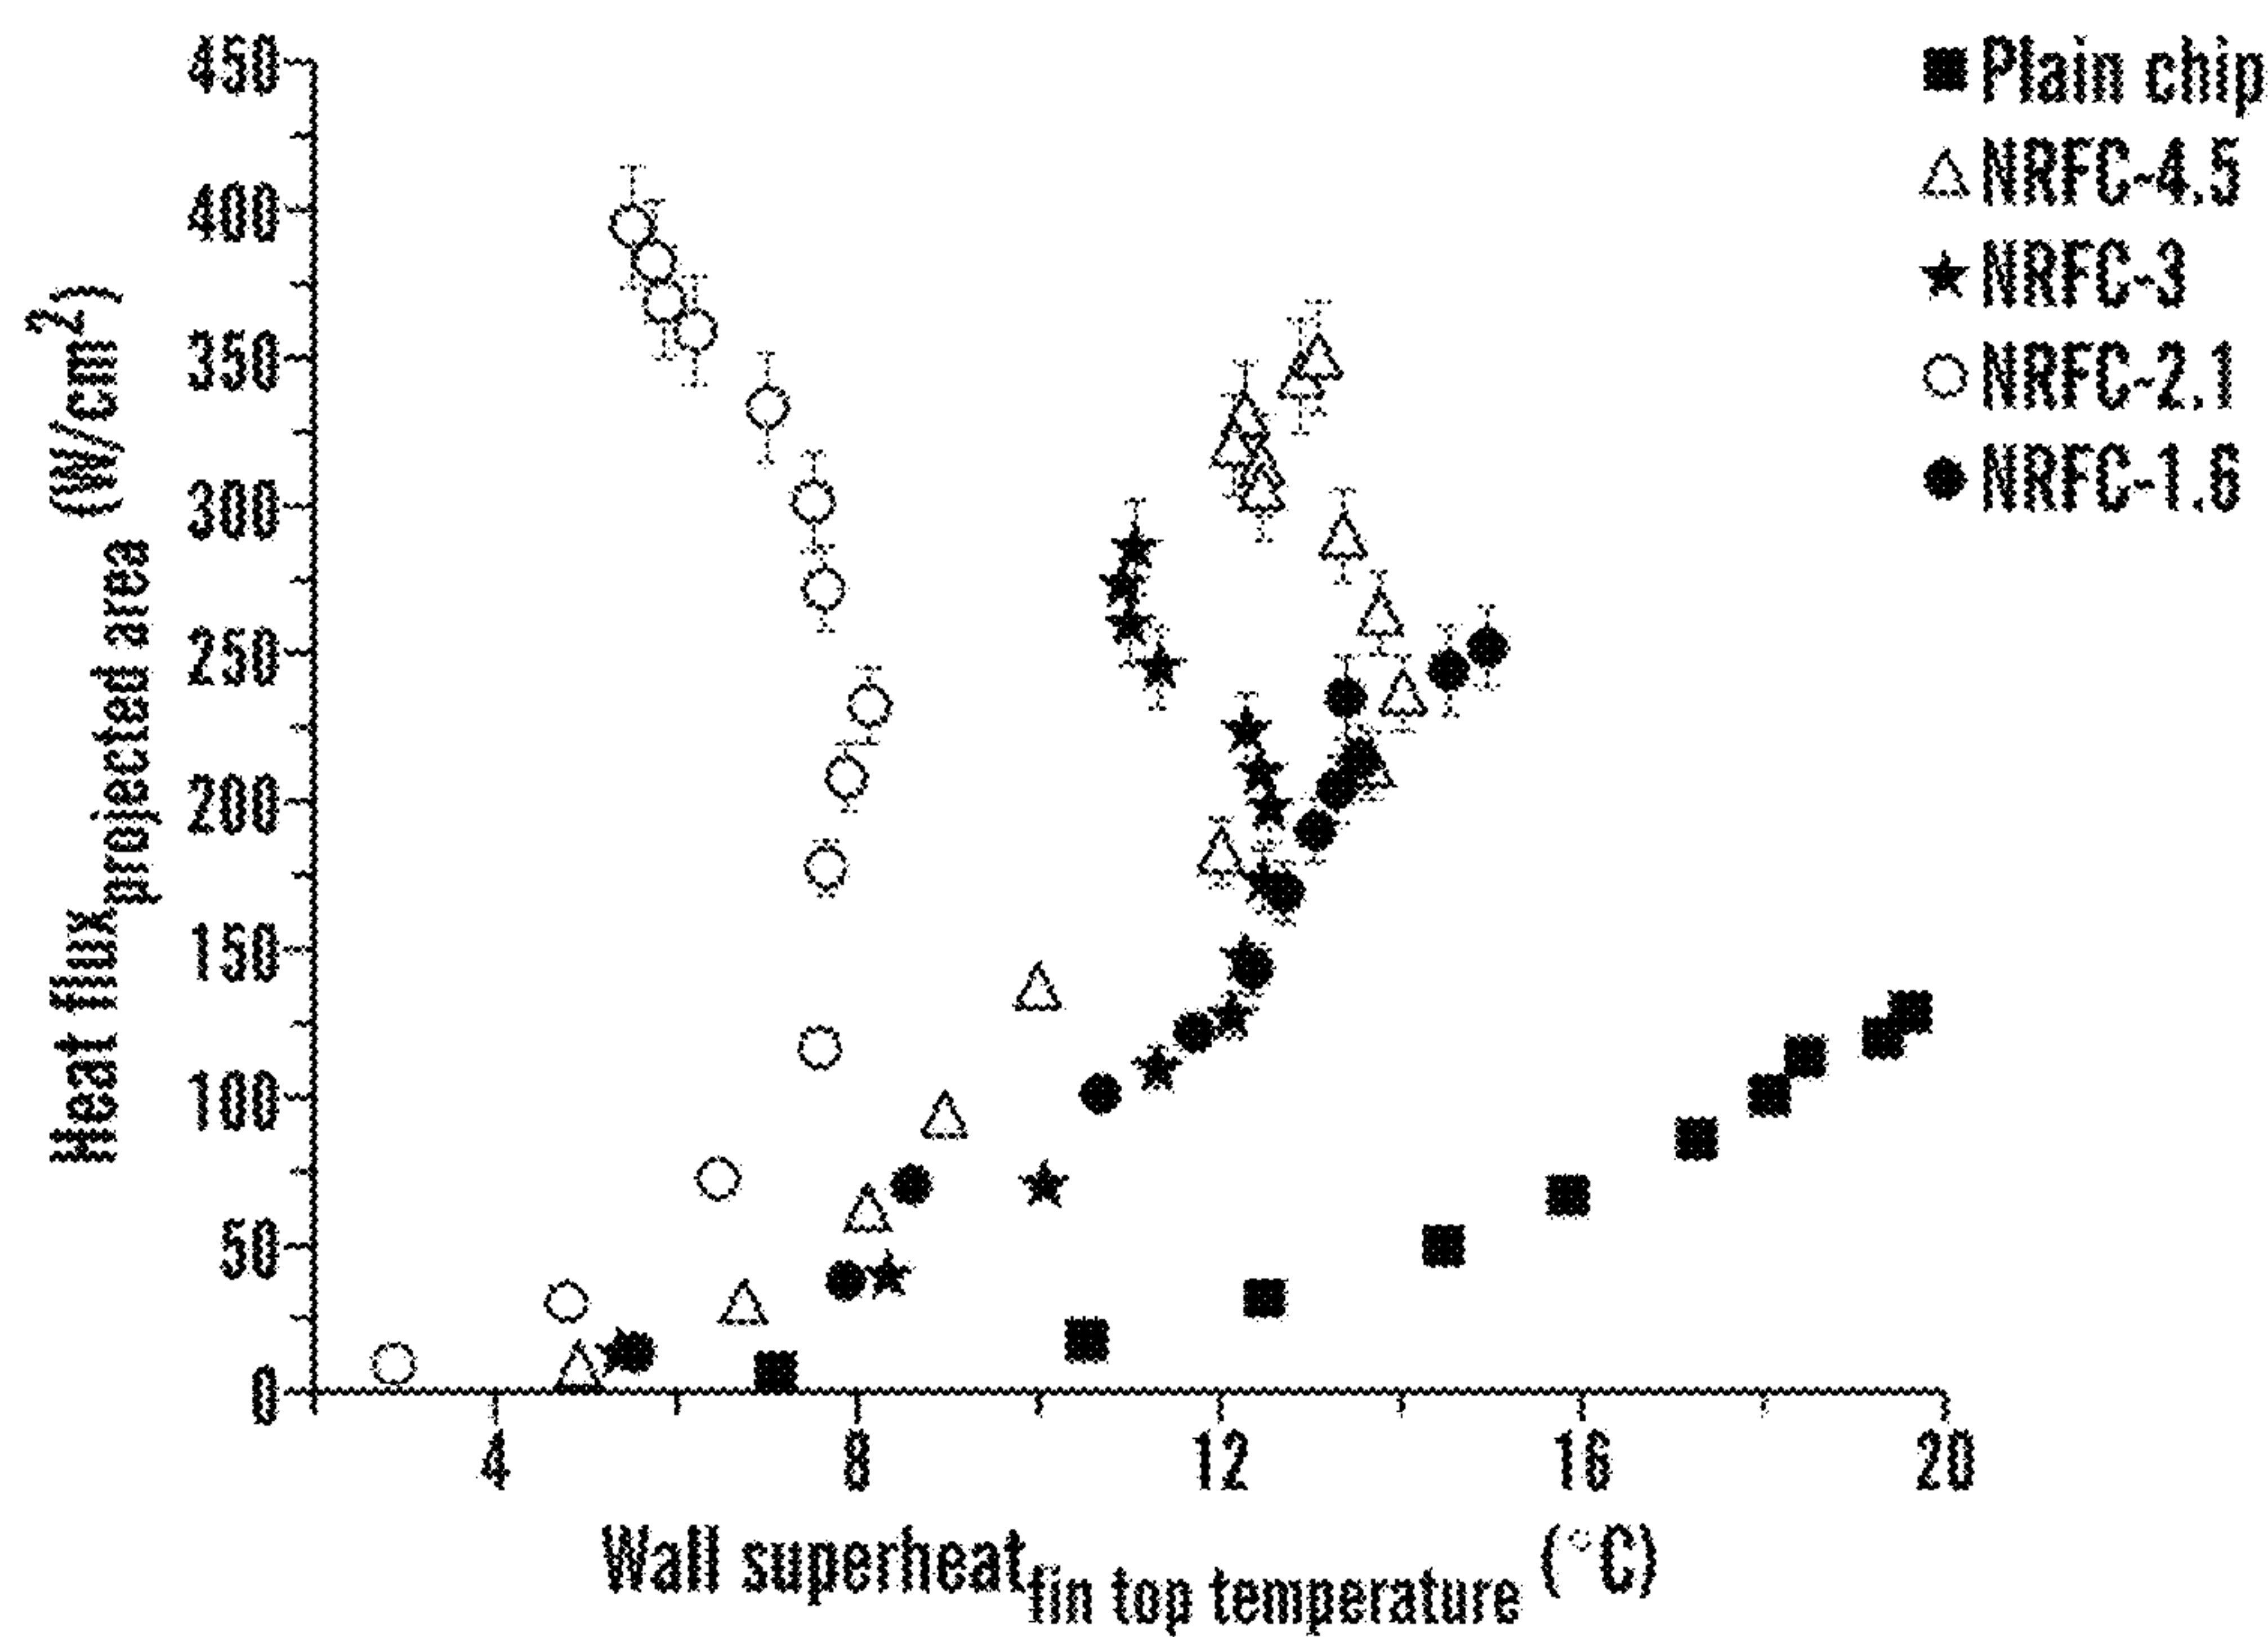 Heat flux projected area (W/cm²)
450
400
350
300
250
200
150
100
50
0
4 8 12 16 20
Wall superheat fin top temperature (°C)
Plain chip
NRFC-4.5
NRFC-3
NRFC-2.1
NRFC-1.6